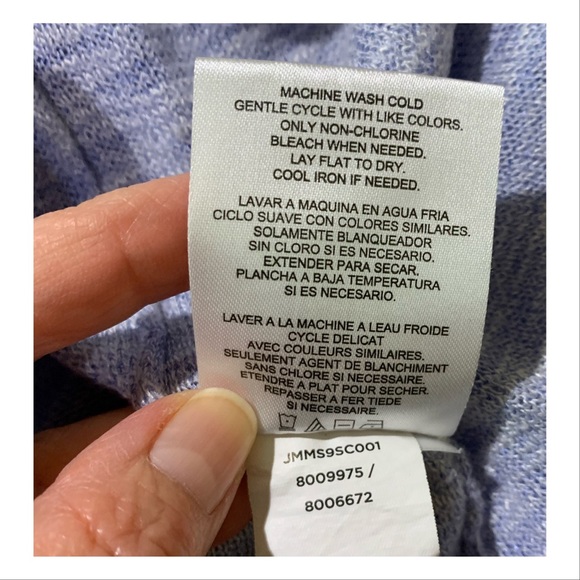 MACHINE WASH COLD
GENTLE CYCLE WITH LIKE COLORS.
ONLY NON-CHLORINE
BLEACH WHEN NEEDED.
LAY FLAT TO DRY.
COOL IRON IF NEEDED.
LAVAR A MAQUINA EN AGUA FRIA
CICLO SUAVE CON COLORES SIMILARES.
SOLAMENTE BLANQUEADOR
SIN CLORO SI ES NECESARIO.
EXTENDER PARA SECAR.
PLANCHA A BAJA TEMPERATURA
SI ES NECESARIO.
LAVER A LA MACHINE A LEAU FROIDE
CYCLE DELICAT
AVEC COULEURS SIMILAIRES.
SEULEMENT AGENT DE BLANCHIMENT
SANS CHLORE SI NECESSAIRE.
ETENDRE A PLAT POUR SECHER.
REPASSER A FER TIEDE
SI NECESSAIRE.
JMMS9SC001
8009975 /
8006672